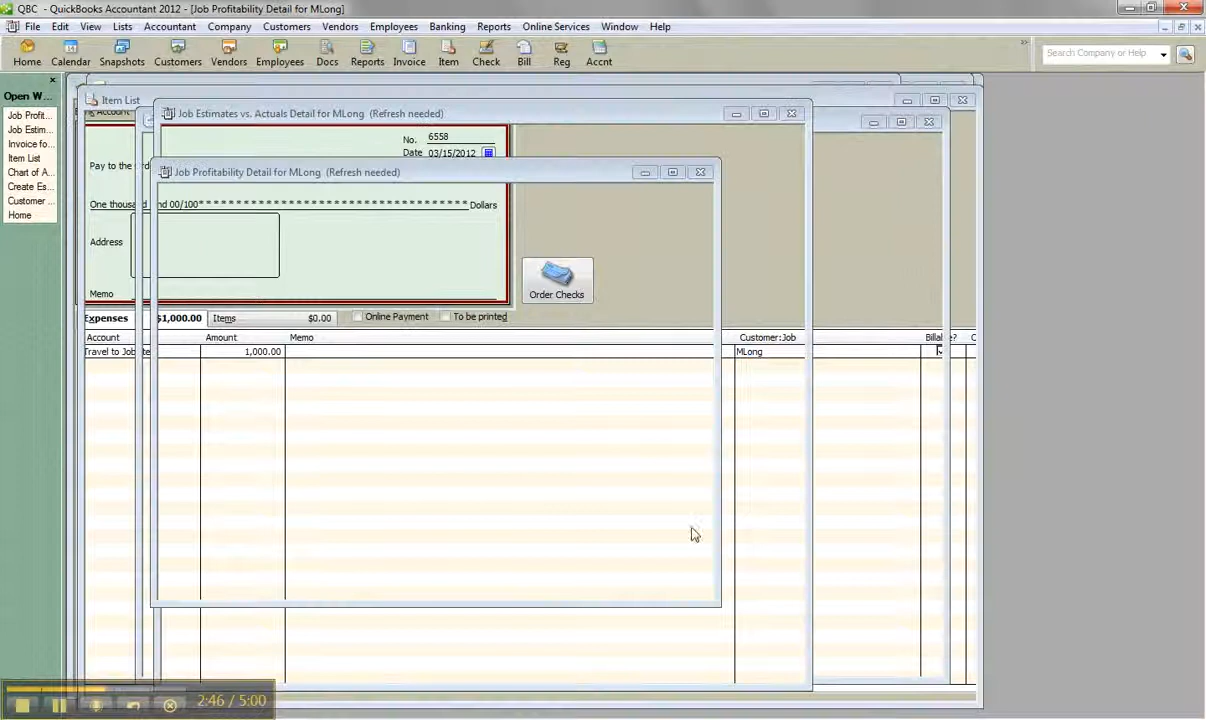 QBC - QuickBooks Accountant 2012 - [Job Profitability Detail for MLong]
File Edit View Lists Accountant Company Customers Vendors Employees Banking Reports Online Services Window Help
Home Calendar Snapshots Customers Vendors Employees Docs Reports Invoice Item Check Bill Reg Accnt
Search Company or Help
Open W...
Job Profit...
Job Estim...
Invoice fo...
Item List
Chart of A...
Create Es...
Customer ...
Home
Item List
Account
Job Estimates vs. Actuals Detail for MLong (Refresh needed)
No. 6558
Date 03/15/2012
Pay to the
Job Profitability Detail for MLong (Refresh needed)
One thousa nd 00/100* * * * * * * * * * * * * * * * * * * * * * * * * * * * * * * * * * * Dollars
Address
Order Checks
Memo
Expenses $1,000.00 Items $0.00 Online Payment To be printed
Account Amount Memo Customer:Job Billable?
Travel to Job 1,000.00 MLong
2:46 / 5:00